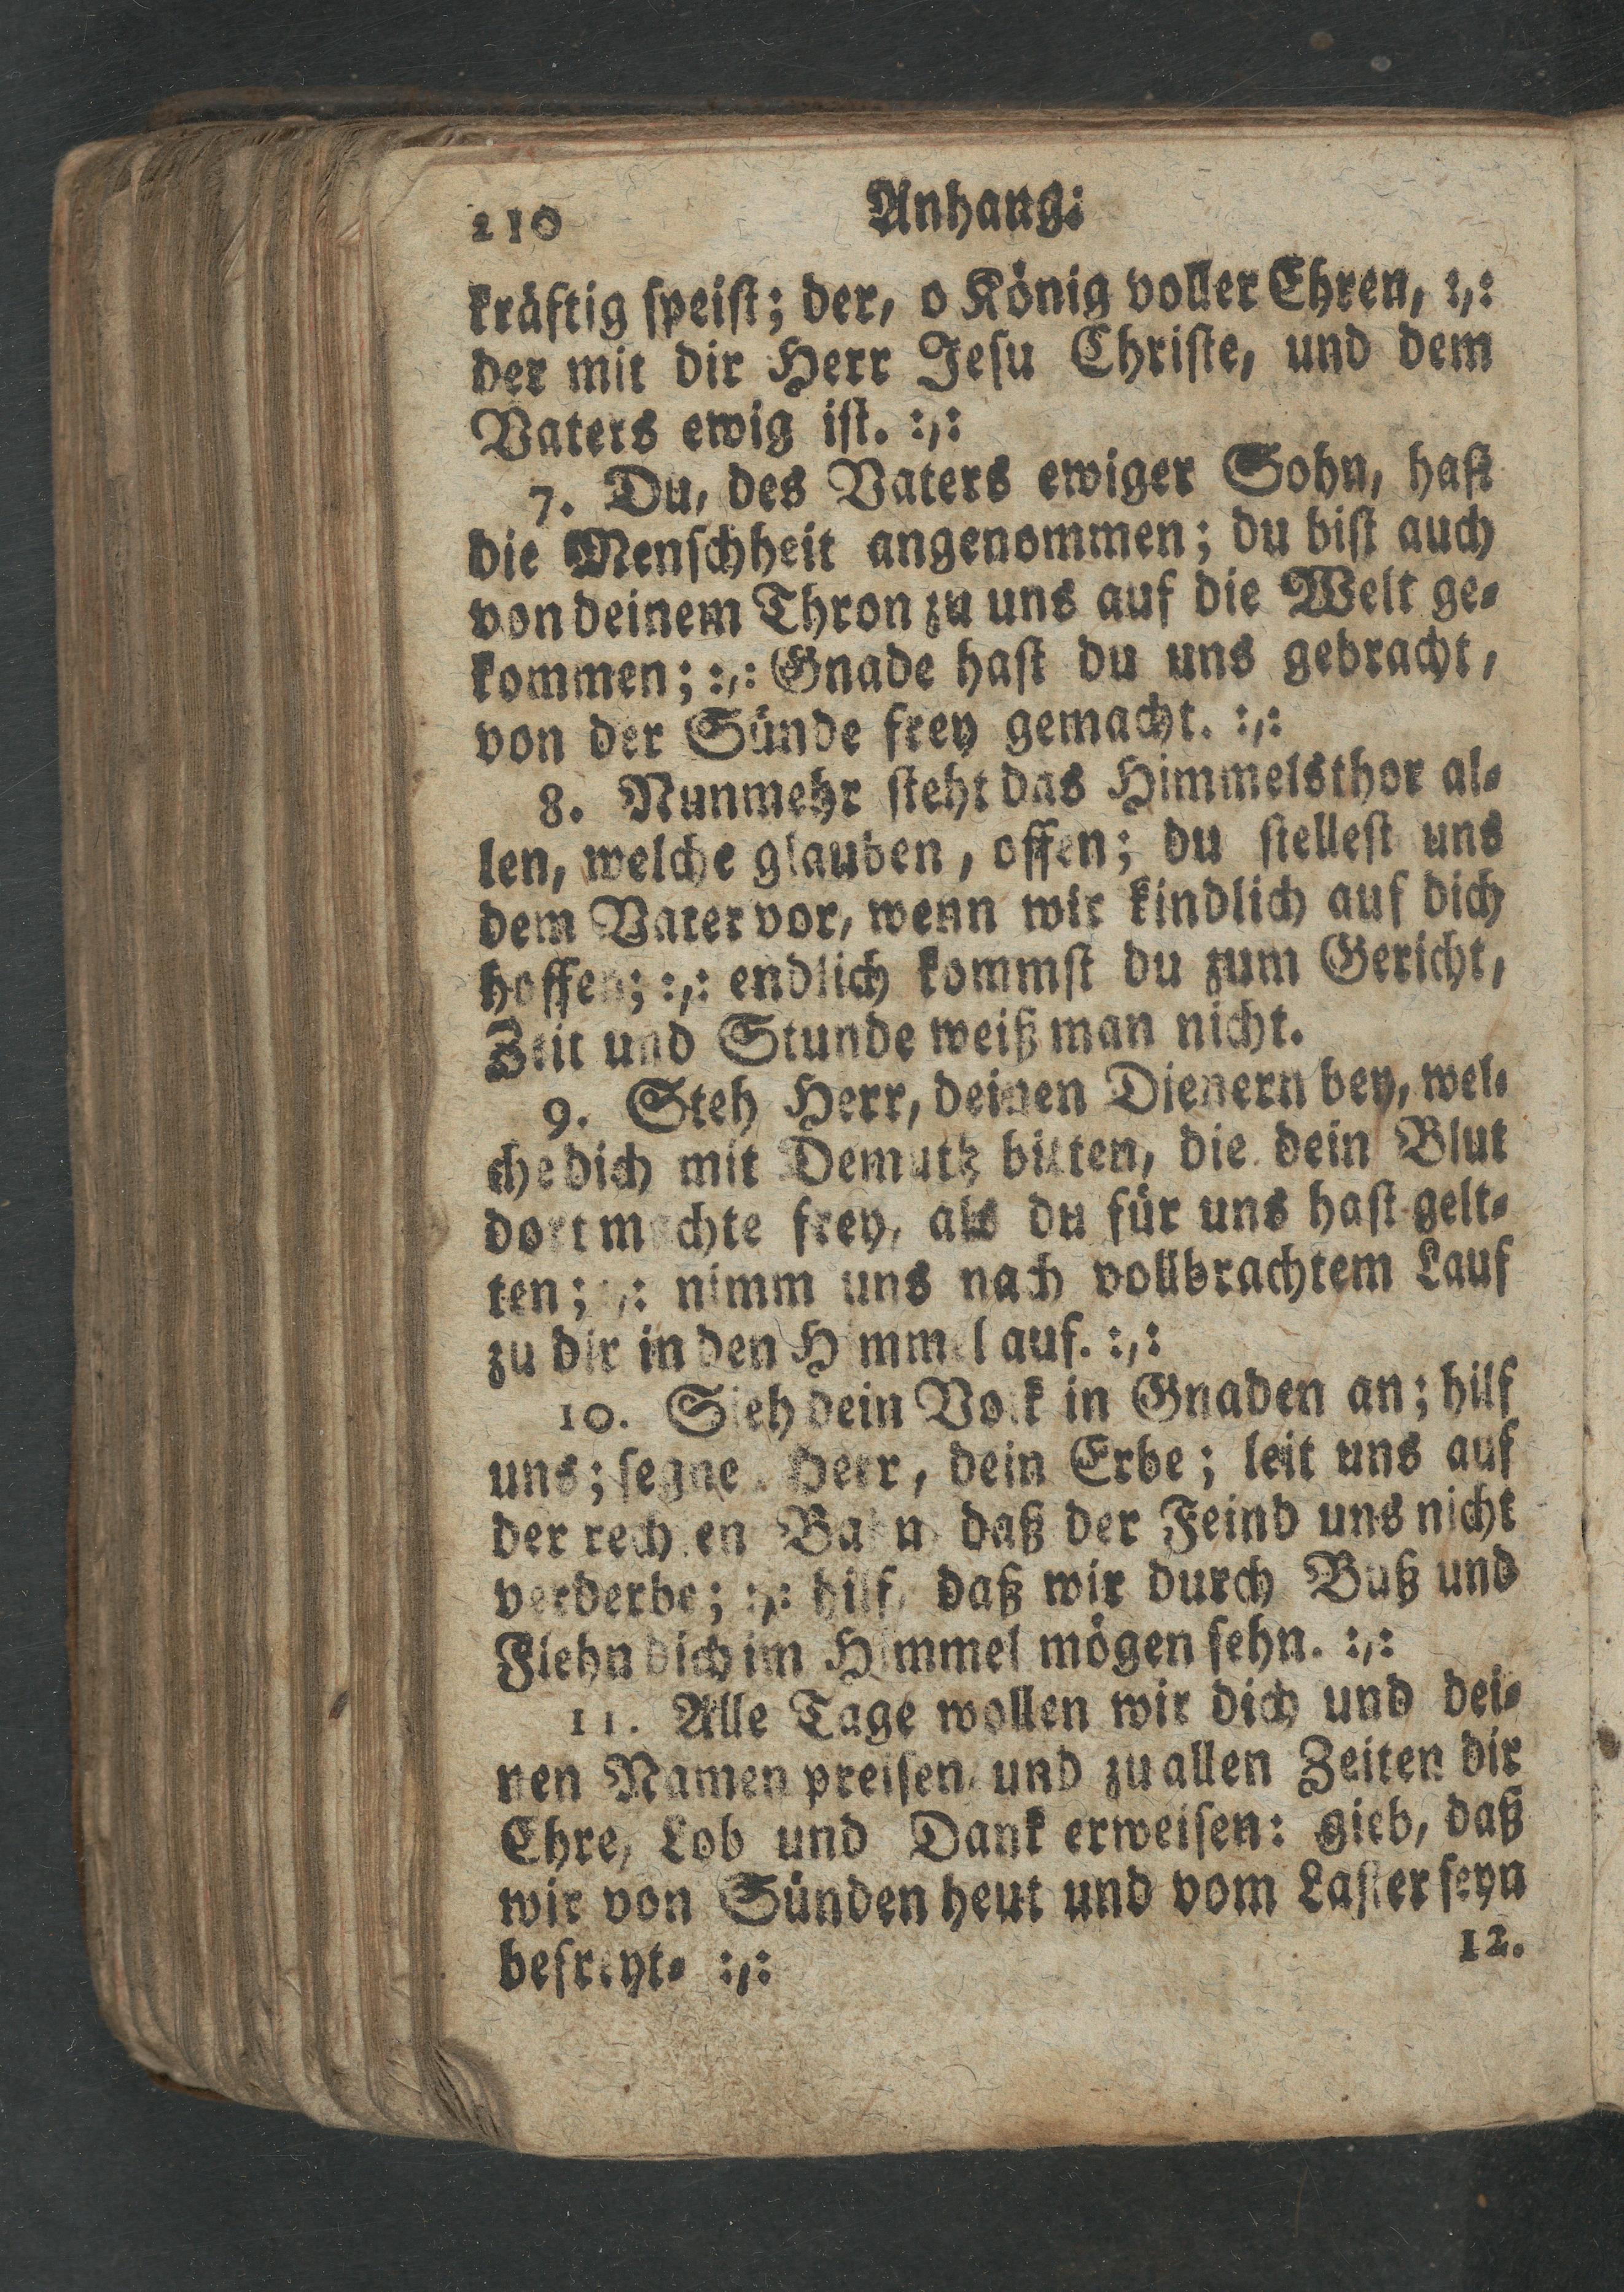 210 Anhang:
kräftig speist; der, o König voller Ehren, :,:
der mit dir Herr Jesu Christe, und dem
Vaters ewig ist. :,:
7. Du, des Vaters ewiger Sohn, hast
die Menschheit angenommen; du bist auch
von deinem Thron zu uns auf die Welt ge-
kommen; :,: Gnade hast du uns gebracht,
von der Sünde frey gemacht. :,:
8. Nunmehr steht das Himmelsthor al-
len, welche glauben, offen; du stellest uns
dem Vater vor, wenn wir kindlich auf dich
hoffen; :,: endlich kommst du zum Gericht,
Zeit und Stunde weiß man nicht.
9. Steh Herr, deinen Dienern bey, wel-
che dich mit Demuth bitten, die dein Blut
dort machte frey, als du für uns hast gelit-
ten; :,: nimm uns nach vollbrachtem Lauf
zu dir in den Himmel auf. :,:
10. Sieh dein Volk in Gnaden an; hilf
uns; segne, Herr, dein Erbe; leit uns auf
der rechten Bahn, daß der Feind uns nicht
verderbe; :,: hilf, daß wir durch Buß und
Flehn dich im Himmel mögen sehn. :,:
11. Alle Tage wollen wir dich und dei-
nen Namen preisen, und zu allen Zeiten dir
Ehre, Lob und Dank erweisen: gieb, daß
wir von Sünden heut und vom Laster seyn
befreyt. :,:
12.